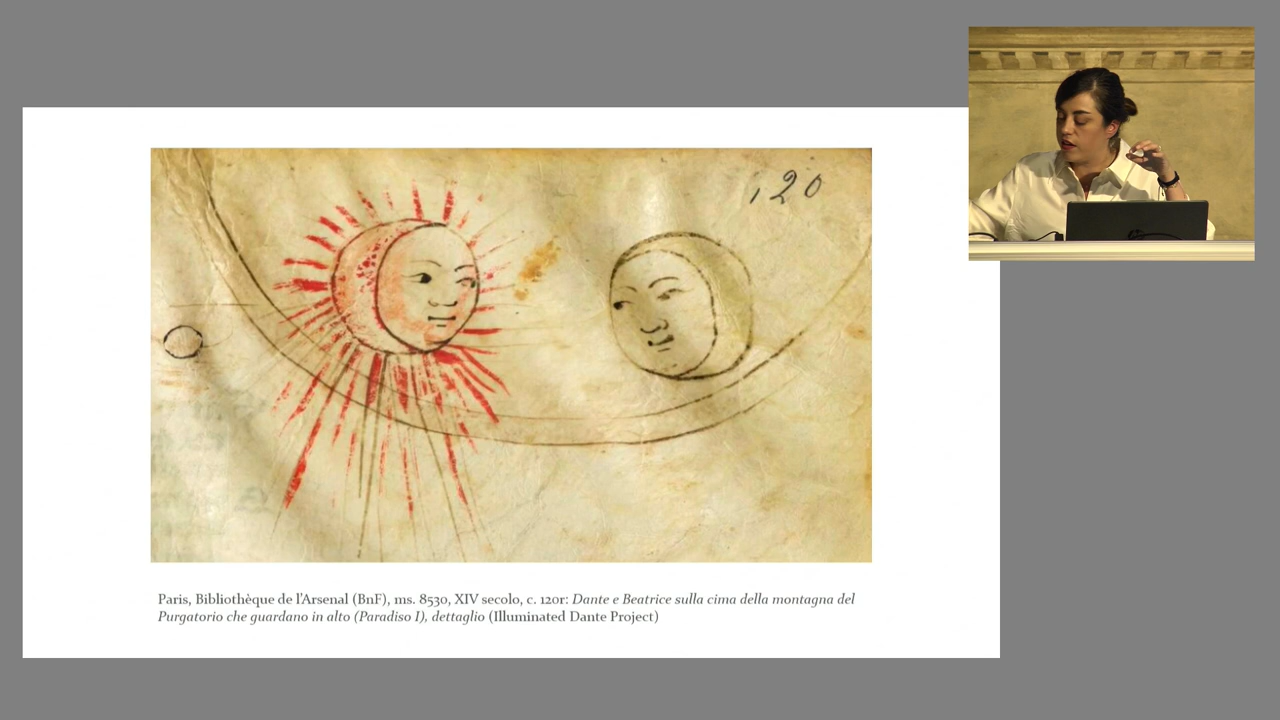 120
Paris, Bibliothèque de l'Arsenal (BnF), ms. 8530, XIV secolo, c. 120r: Dante e Beatrice sulla cima della montagna del
Purgatorio che guardano in alto (Paradiso I), dettaglio (Illuminated Dante Project)